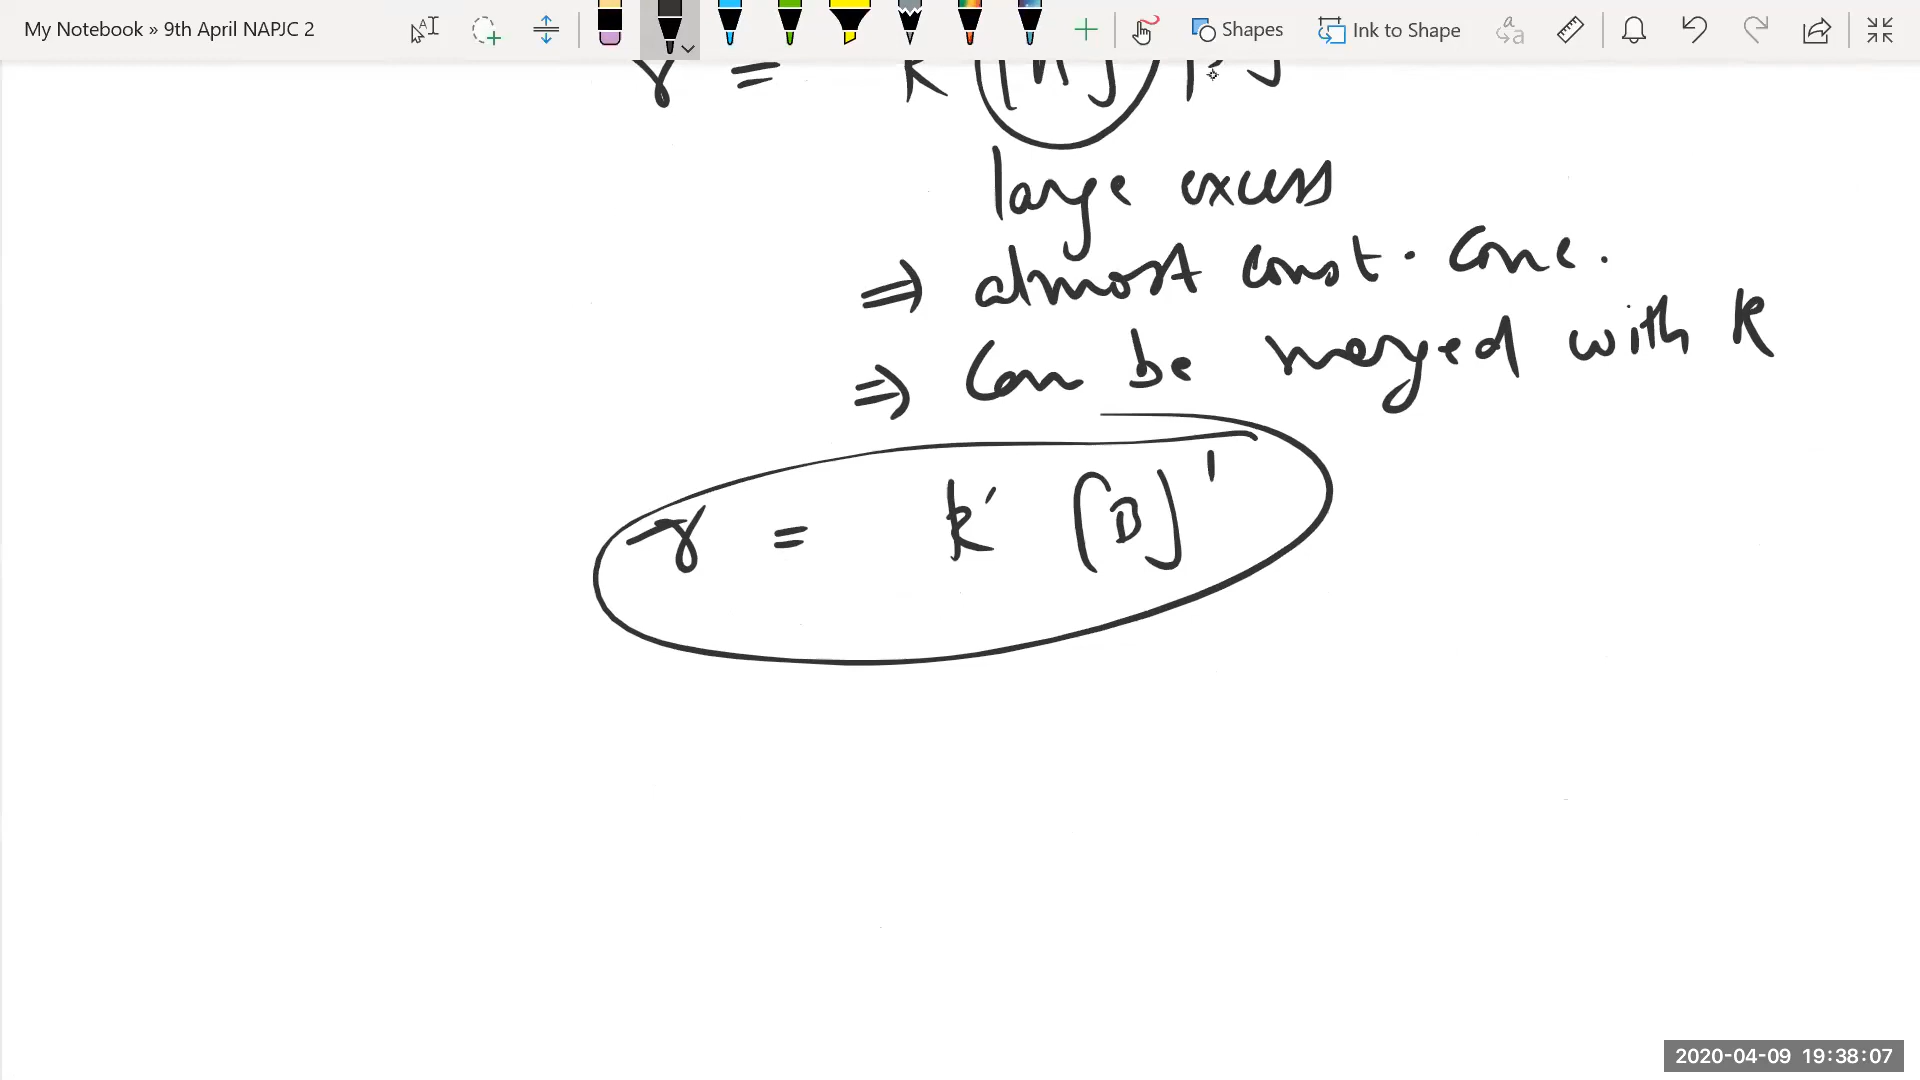 My Notebook » 9th April NAPJC 2
Shapes
Ink to Shape
r = k
large excess
⇒ almost const. conc.
⇒ Can be merged with k
r = k' [B]¹
2020-04-09 19:38:07